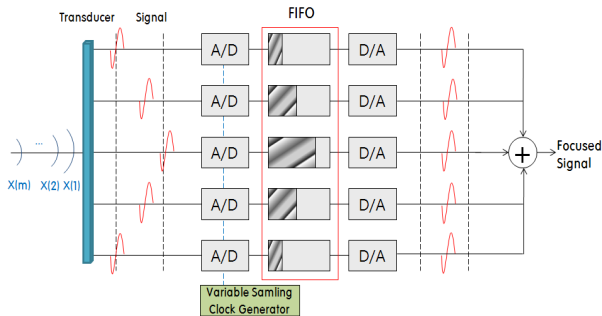 FIFO
Transducer
Signal
A/D
D/A
A/D
D/A
A/D
D/A
A/D
D/A
A/D
D/A
+
Focused
Signal
...
X(m)
X(2)
X(1)
Variable Samling
Clock Generator